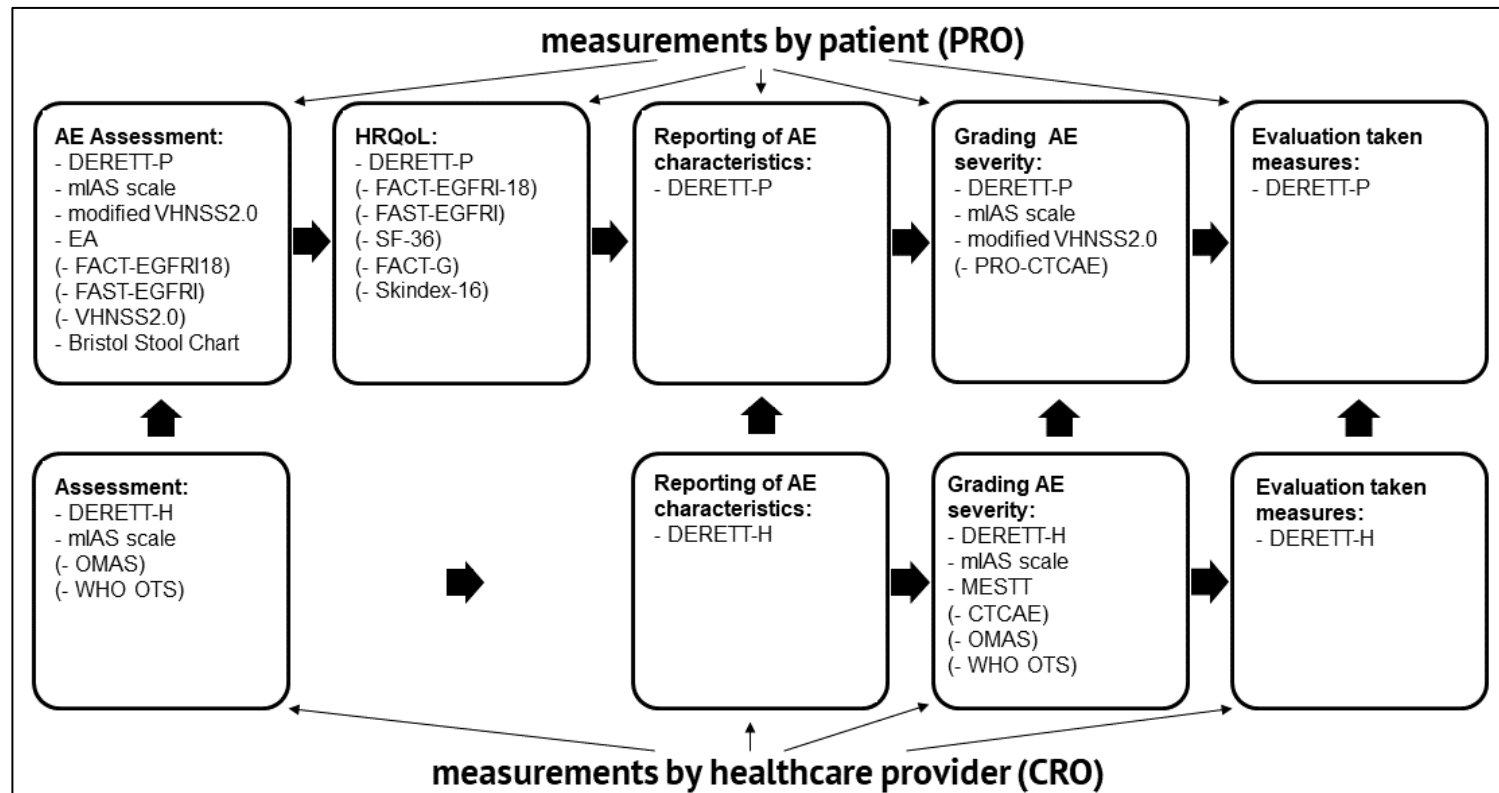 measurements by patient (PRO)
AE Assessment:
- DERETT-P
- mIAS scale
- modified VHNSS2.0
- EA
(- FACT-EGFRI18)
(- FAST-EGFRI)
(- VHNSS2.0)
- Bristol Stool Chart
HRQoL:
- DERETT-P
(- FACT-EGFRI-18)
(- FAST-EGFRI)
(- SF-36)
(- FACT-G)
(- Skindex-16)
Reporting of AE
characteristics:
- DERETT-P
Grading AE
severity:
- DERETT-P
- mIAS scale
- modified VHNSS2.0
(- PRO-CTCAE)
Evaluation taken
measures:
- DERETT-P
Assessment:
- DERETT-H
- mIAS scale
(- OMAS)
(- WHO OTS)
Reporting of AE
characteristics:
- DERETT-H
Grading AE
severity:
- DERETT-H
- mIAS scale
- MESTT
(- CTCAE)
(- OMAS)
(- WHO OTS)
Evaluation taken
measures:
- DERETT-H
measurements by healthcare provider (CRO)